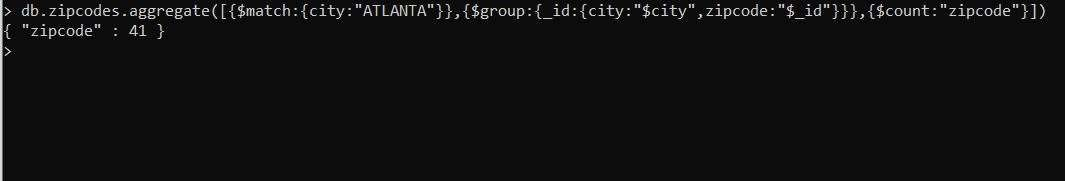 > db.zipcodes.aggregate([{$match:{city:"ATLANTA"}},{$group:{_id:{city:"$city",zipcode:"$_id"}}},{$count:"zipcode"}])
{ "zipcode" : 41 }
>